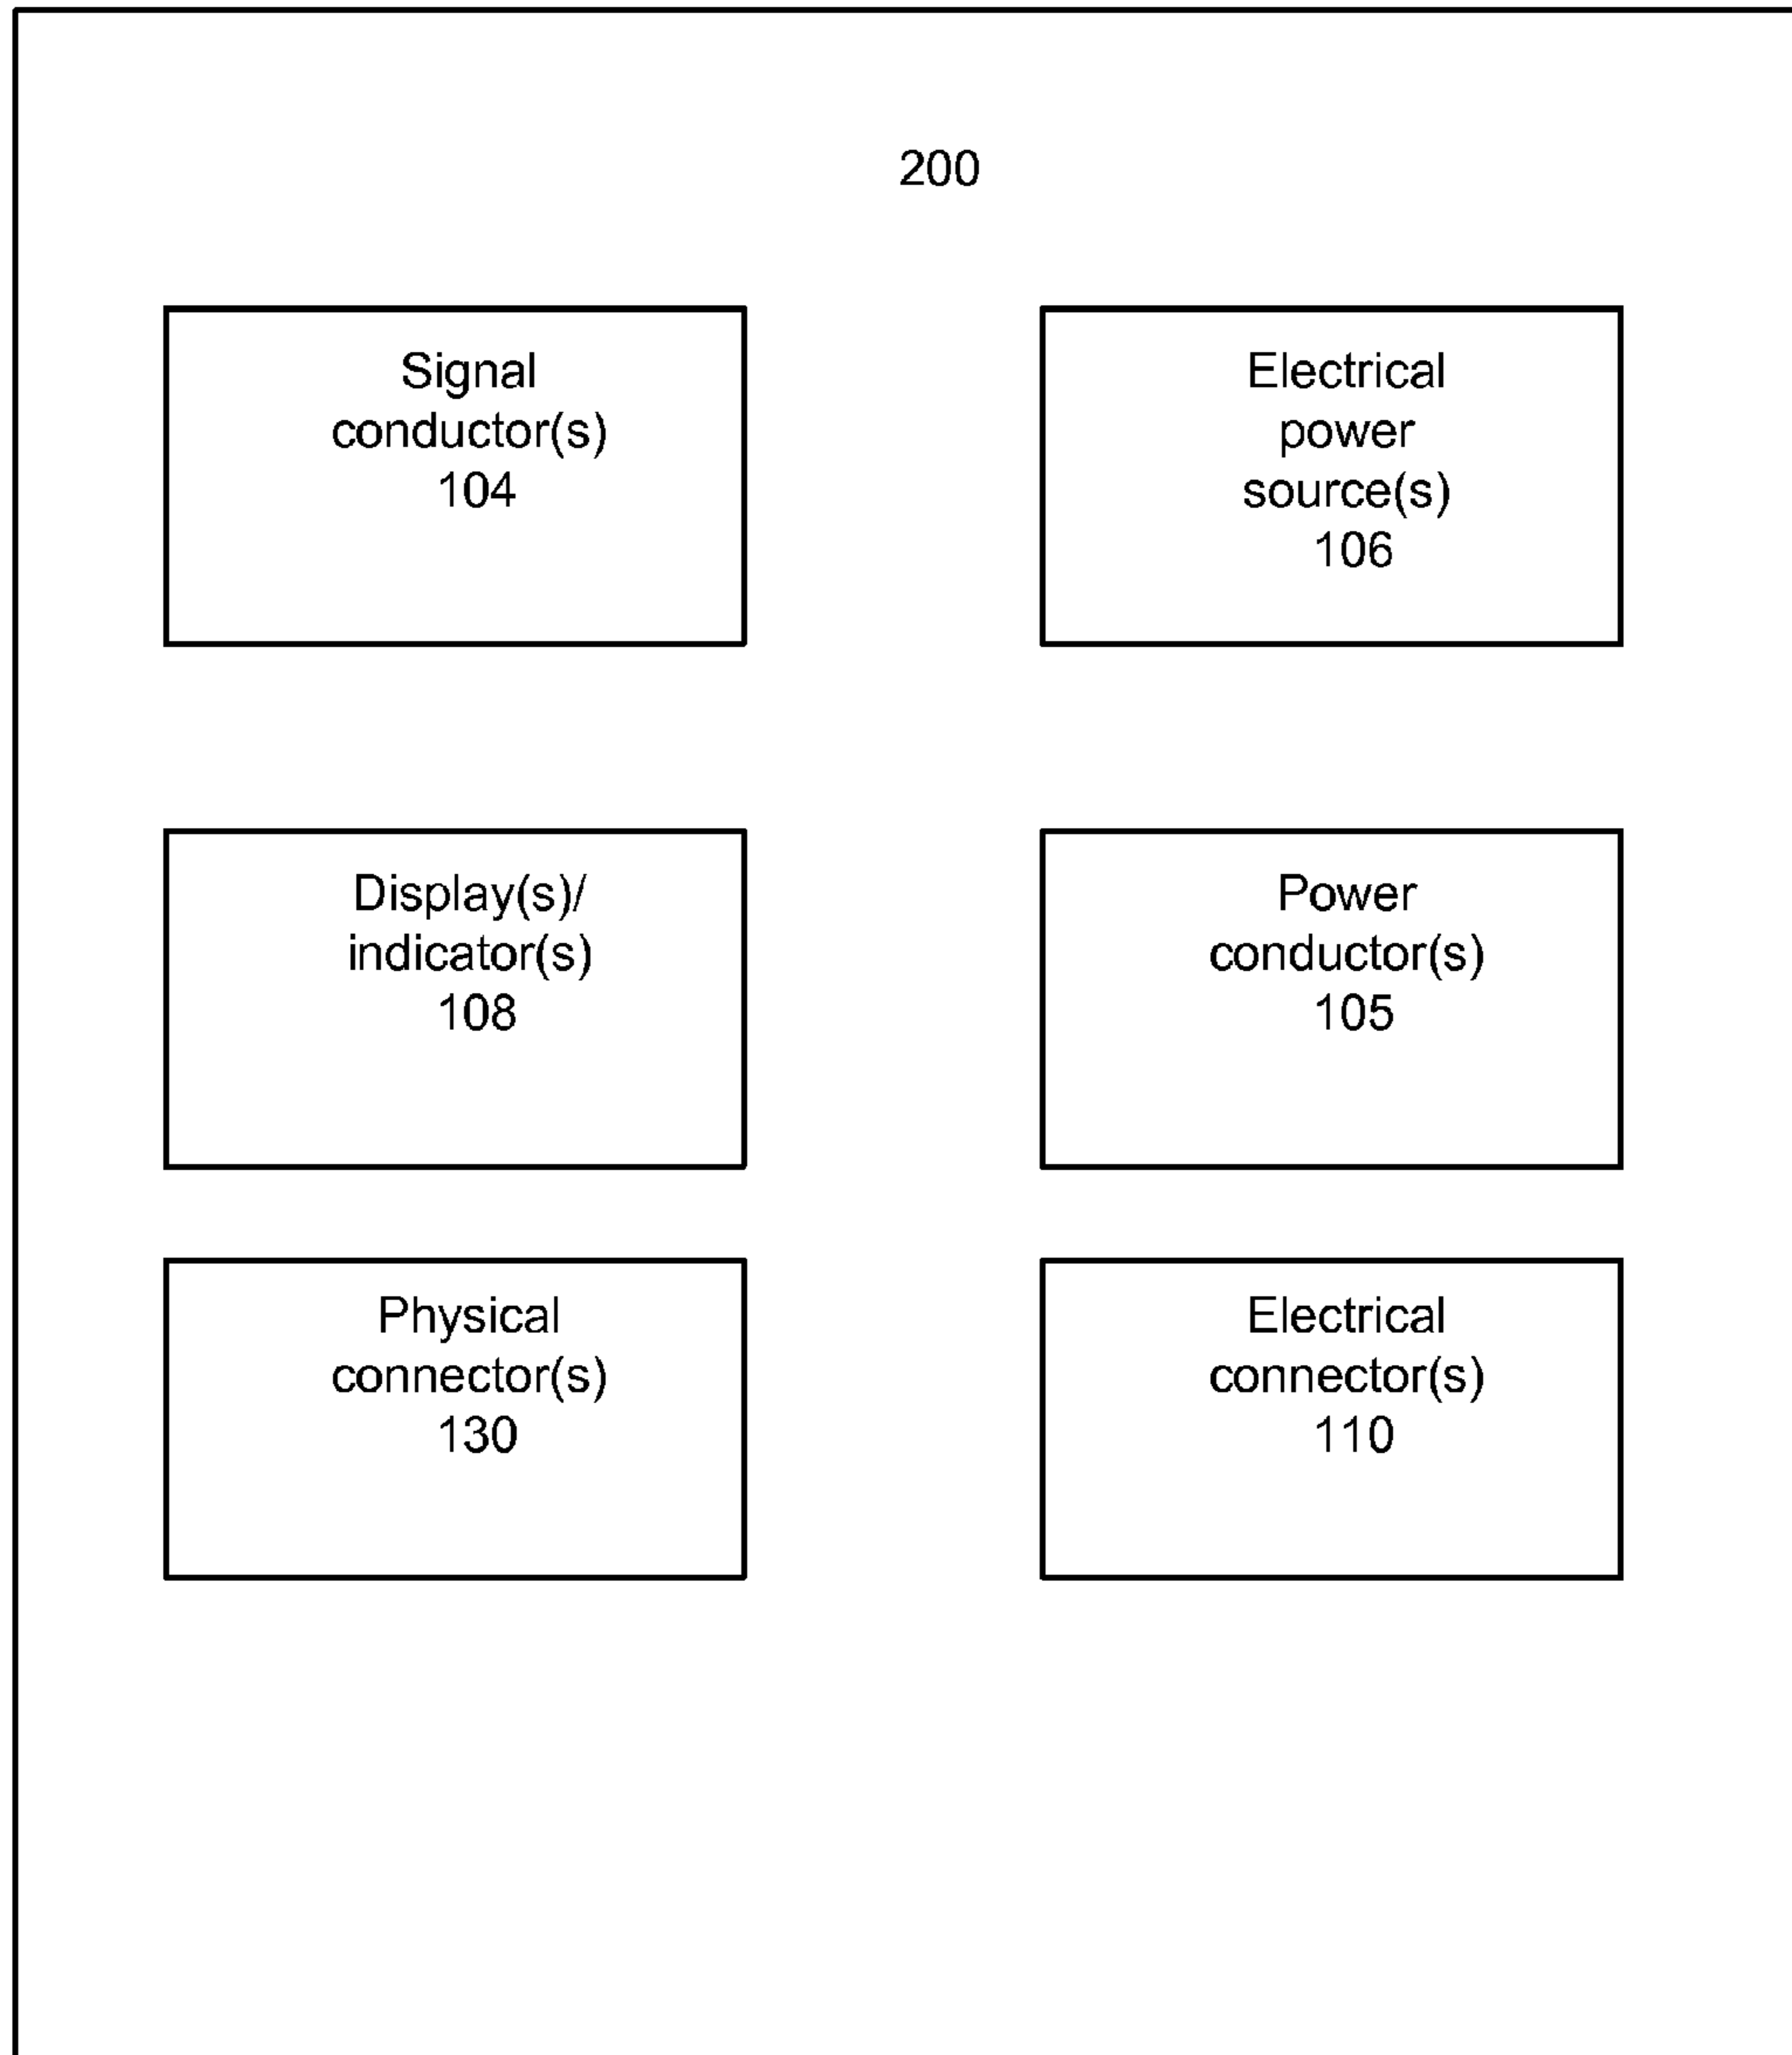 200
Signal
conductor(s)
104
Electrical
power
source(s)
106
Display(s)/
indicator(s)
108
Power
conductor(s)
105
Physical
connector(s)
130
Electrical
connector(s)
110